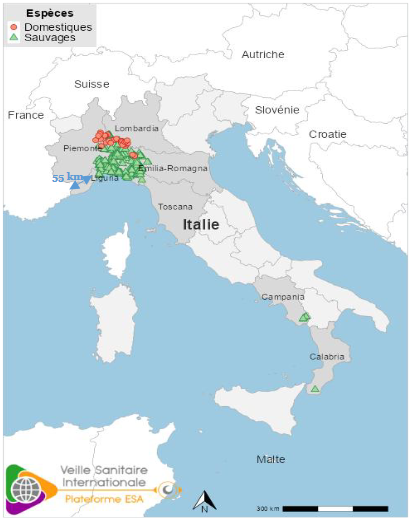 Espèces
Domestiques
Sauvages
Autriche
Suisse
France
Slovénie
Lombardia
Croatie
Piemonte
Emilia-Romagna
55 km
Liguria
Toscana
Italie
Campania
Calabria
Malte
Veille Sanitaire
Internationale
Plateforme ESA
300 km